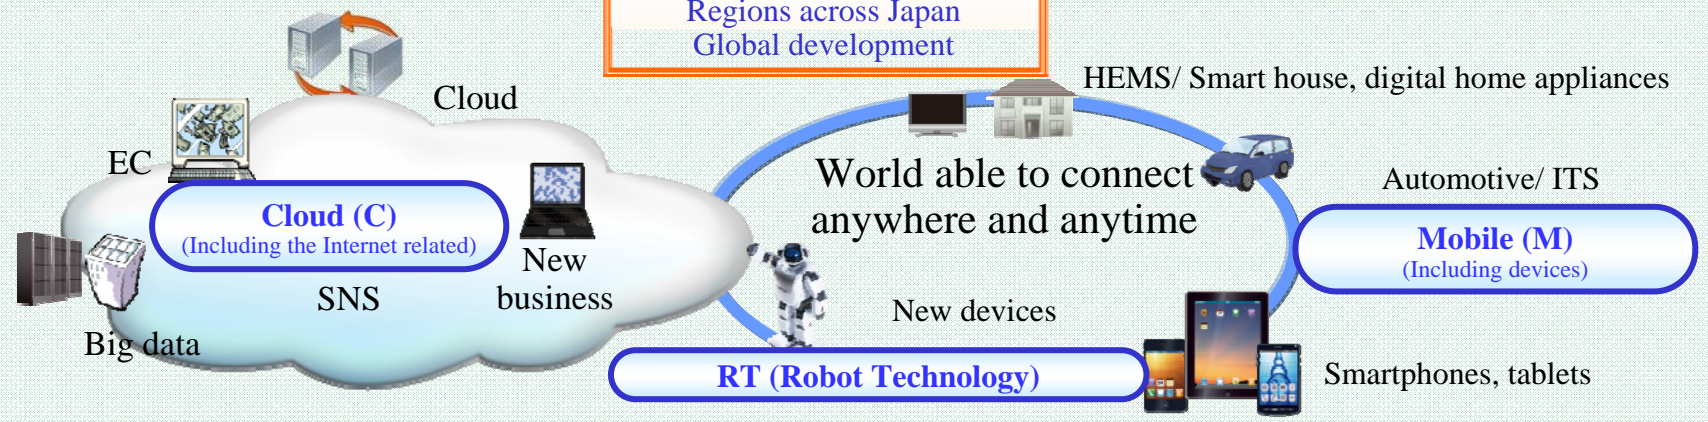 Regions across Japan
Global development
HEMS/ Smart house, digital home appliances
Cloud
EC
World able to connect
anywhere and anytime
Automotive/ ITS
Cloud (C)
(Including the Internet related)
Mobile (M)
(Including devices)
New
business
SNS
New devices
Big data
RT (Robot Technology)
Smartphones, tablets